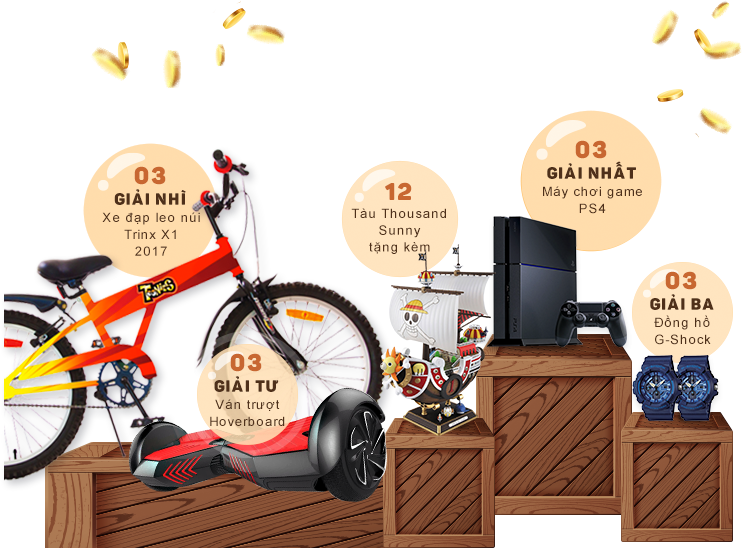 03
GIẢI NHẤT
Máy chơi game
PS4
03
GIẢI NHÌ
Xe đạp leo núi
Trinx X1
2017
12
Tàu Thousand
Sunny
tặng kèm
03
GIẢI BA
Đồng hồ
G-Shock
03
GIẢI TƯ
Ván trượt
Hoverboard
PS4